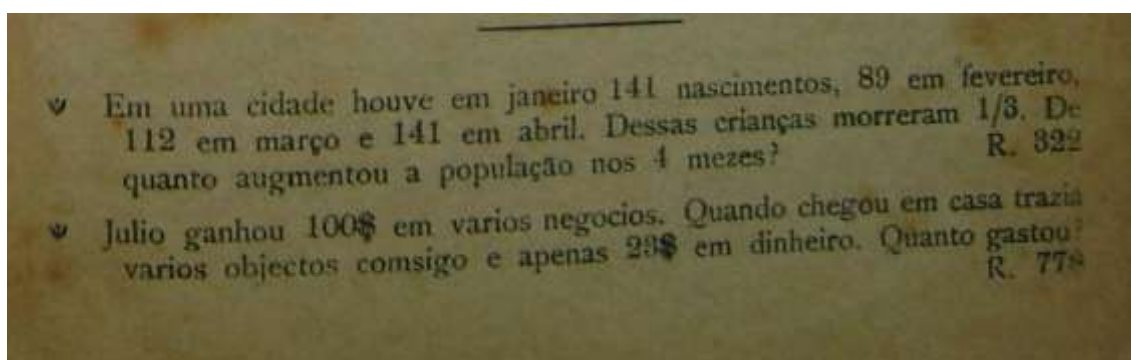 Em uma cidade houve em janeiro 141 nascimentos, 89 em fevereiro,
112 em março e 141 em abril. Dessas crianças morreram 1/3. De
quanto augmentou a população nos 4 mezes? R. 322
Julio ganhou 100$ em varios negocios. Quando chegou em casa trazia
varios objectos comsigo e apenas 23$ em dinheiro. Quanto gastou?
R. 77$